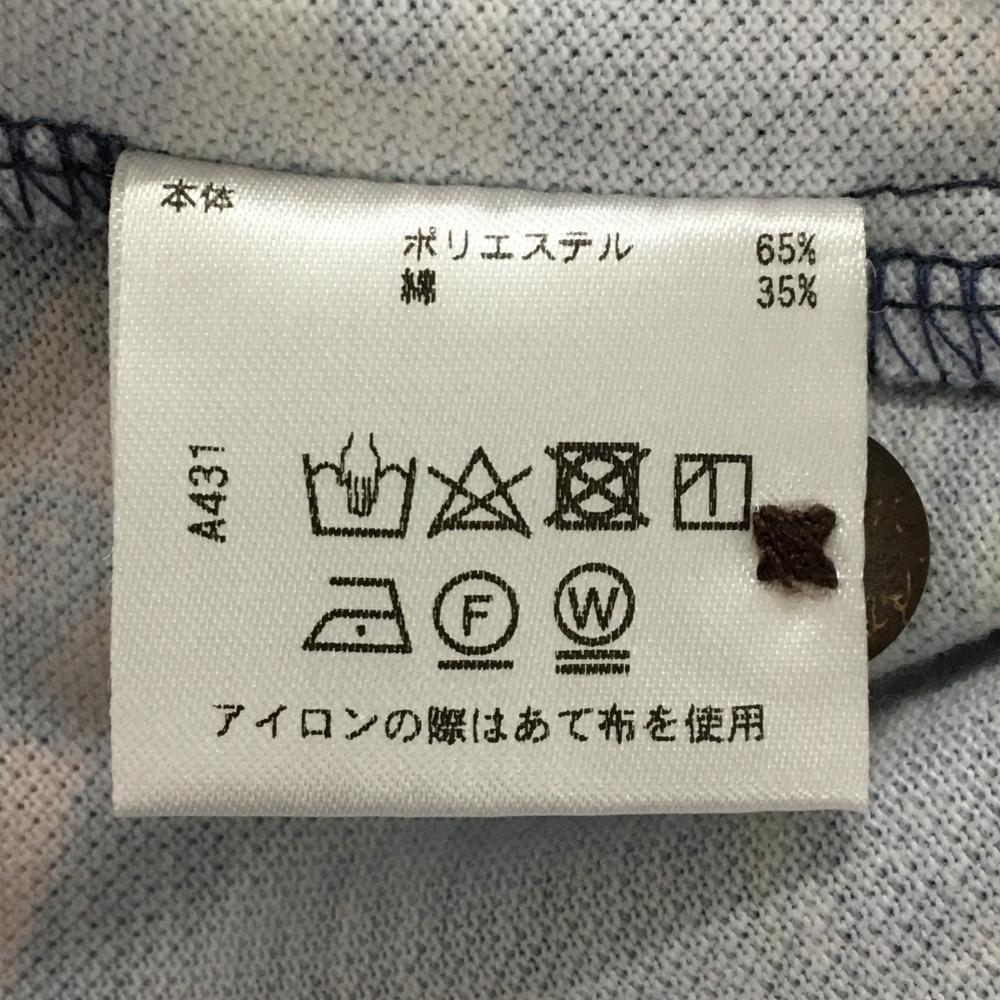 本体
ポリエステル 65%
綿 35%
A431
F W
アイロンの際はあて布を使用